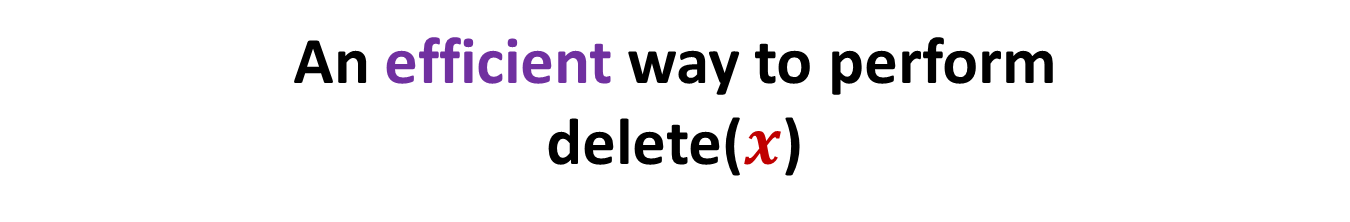 An efficient way to perform
delete(𝒙)